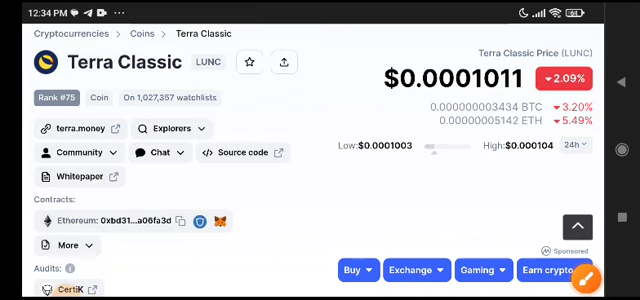 12:34 PM
64
Cryptocurrencies > Coins > Terra Classic
Terra Classic LUNC
Rank #75 Coin On 1,027,357 watchlists
terra.money Explorers
Community Chat Source code
Whitepaper
Contracts:
Ethereum: 0xbd31...a06fa3d
More
Audits:
CertiK
Terra Classic Price (LUNC)
$0.0001011 2.09%
0.000000003434 BTC 3.20%
0.00000005142 ETH 5.49%
Low:$0.0001003 High:$0.000104 24h
Sponsored
Buy Exchange Gaming Earn crypto